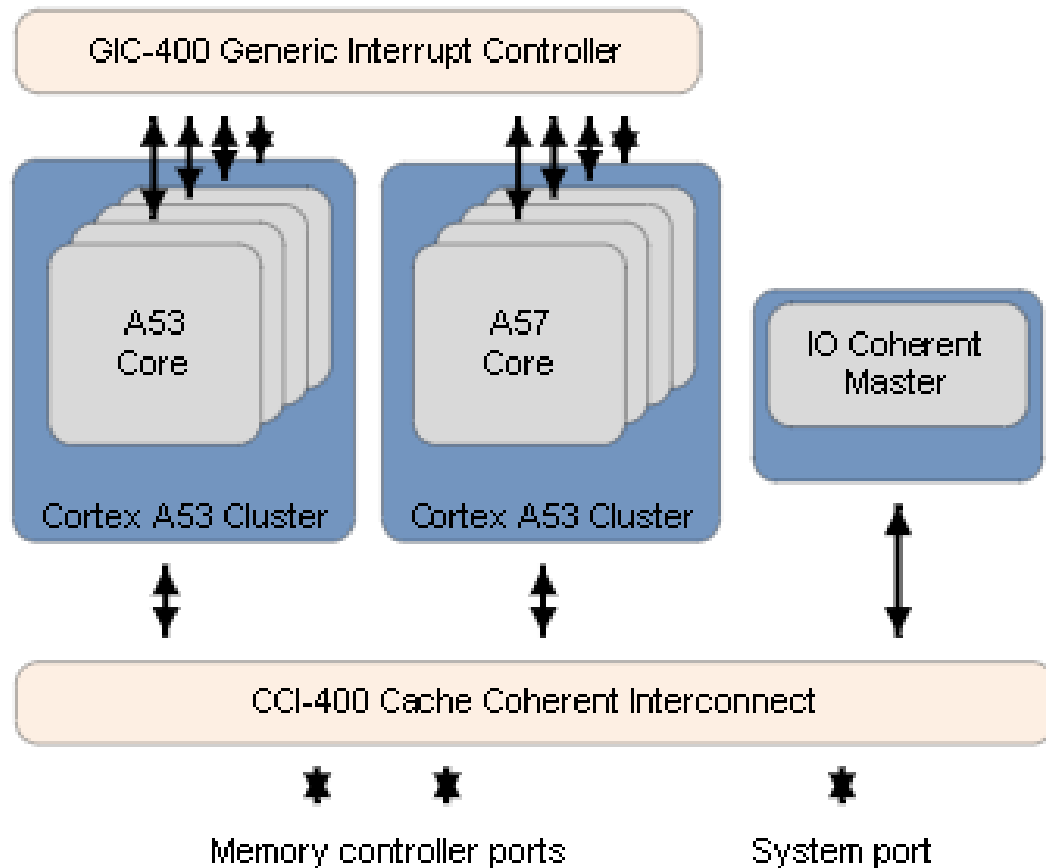 GIC-400 Generic Interrupt Controller
A53
Core
A57
Core
IO Coherent
Master
Cortex A53 Cluster
Cortex A53 Cluster
CCI-400 Cache Coherent Interconnect
Memory controller ports
System port